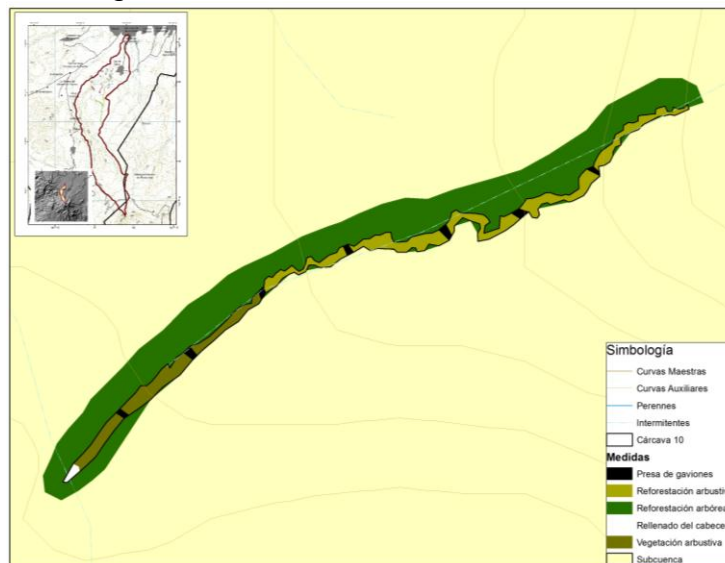 Simbología
Curvas Maestras
Curvas Auxiliares
Perennes
Intermitentes
Cárcava 10
Medidas
Presa de gaviones
Reforestación arbusti
Reforestación arbórea
Rellenado del cabece
Vegetación arbustiva
Subcuenca